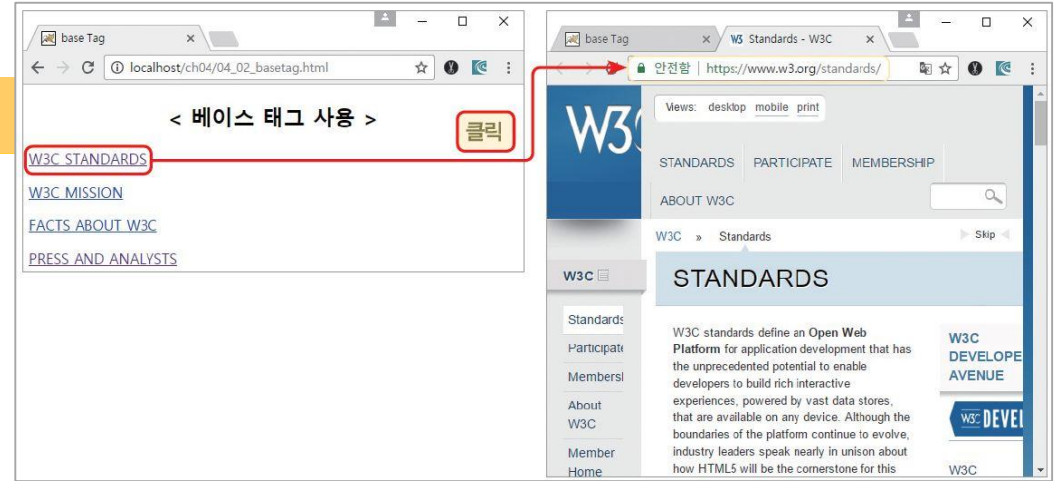 base Tag
localhost/ch04/04_02_basetag.html
< 베이스 태그 사용 >
클릭
W3C STANDARDS
W3C MISSION
FACTS ABOUT W3C
PRESS AND ANALYSTS
base Tag
W3 Standards - W3C
안전함 | https://www.w3.org/standards/
W3C
Views: desktop mobile print
STANDARDS PARTICIPATE MEMBERSHIP
ABOUT W3C
W3C » Standards
Skip
W3C
STANDARDS
Standards
Participate
Membersl
About
W3C
Member
Home
W3C standards define an Open Web
Platform for application development that has
the unprecedented potential to enable
developers to build rich interactive
experiences, powered by vast data stores,
that are available on any device. Although the
boundaries of the platform continue to evolve,
industry leaders speak nearly in unison about
how HTML5 will be the cornerstone for this
W3C
DEVELOPE
AVENUE
W3C DEVEL
W3C